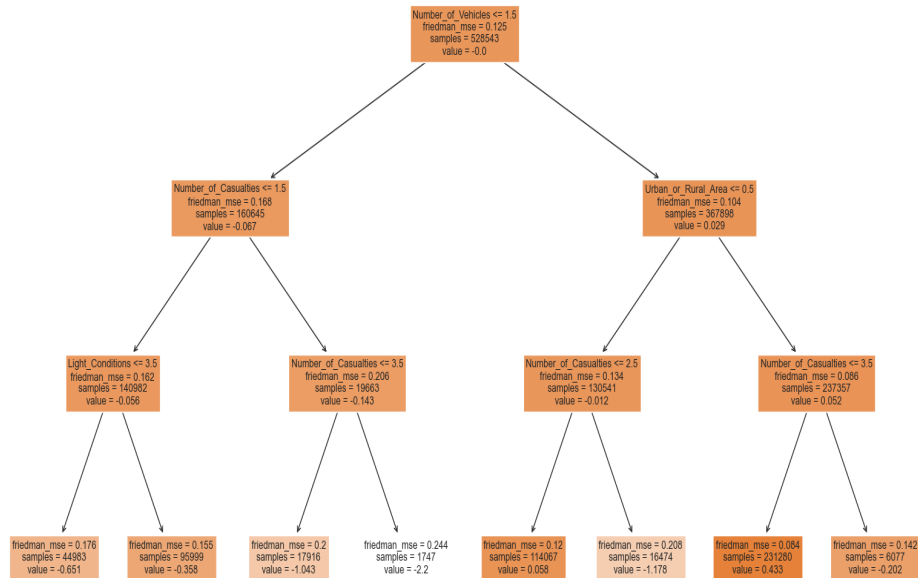 Number_of_Vehicles <= 1.5
friedman_mse = 0.125
samples = 528543
value = -0.0
Number_of_Casualties <= 1.5
friedman_mse = 0.168
samples = 160645
value = -0.067
Urban_or_Rural_Area <= 0.5
friedman_mse = 0.104
samples = 367898
value = 0.029
Light_Conditions <= 3.5
friedman_mse = 0.162
samples = 140982
value = -0.056
Number_of_Casualties <= 3.5
friedman_mse = 0.206
samples = 19663
value = -0.143
Number_of_Casualties <= 2.5
friedman_mse = 0.134
samples = 130541
value = -0.012
Number_of_Casualties <= 3.5
friedman_mse = 0.086
samples = 237357
value = 0.052
friedman_mse = 0.176
samples = 44983
value = -0.651
friedman_mse = 0.155
samples = 95999
value = -0.358
friedman_mse = 0.2
samples = 17916
value = -1.043
friedman_mse = 0.244
samples = 1747
value = -2.2
friedman_mse = 0.12
samples = 114067
value = 0.058
friedman_mse = 0.208
samples = 16474
value = -1.178
friedman_mse = 0.084
samples = 231280
value = 0.433
friedman_mse = 0.142
samples = 6077
value = -0.202